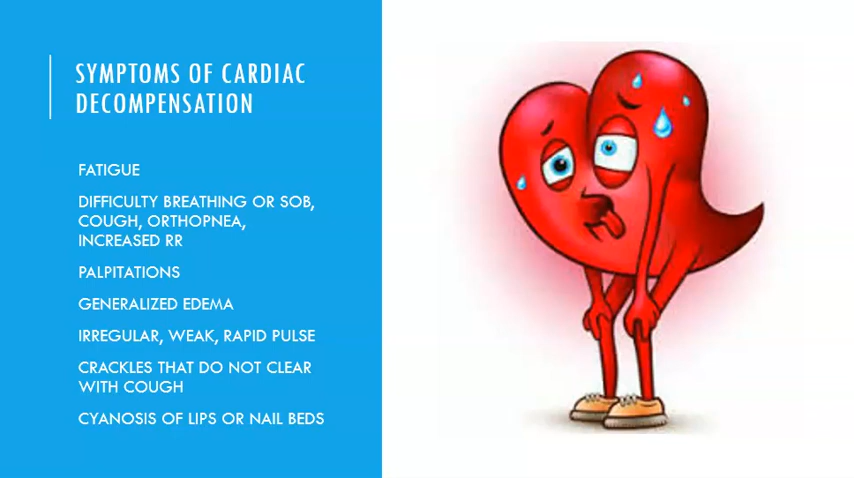 SYMPTOMS OF CARDIAC
DECOMPENSATION
FATIGUE
DIFFICULTY BREATHING OR SOB,
COUGH, ORTHOPNEA,
INCREASED RR
PALPITATIONS
GENERALIZED EDEMA
IRREGULAR, WEAK, RAPID PULSE
CRACKLES THAT DO NOT CLEAR
WITH COUGH
CYANOSIS OF LIPS OR NAIL BEDS